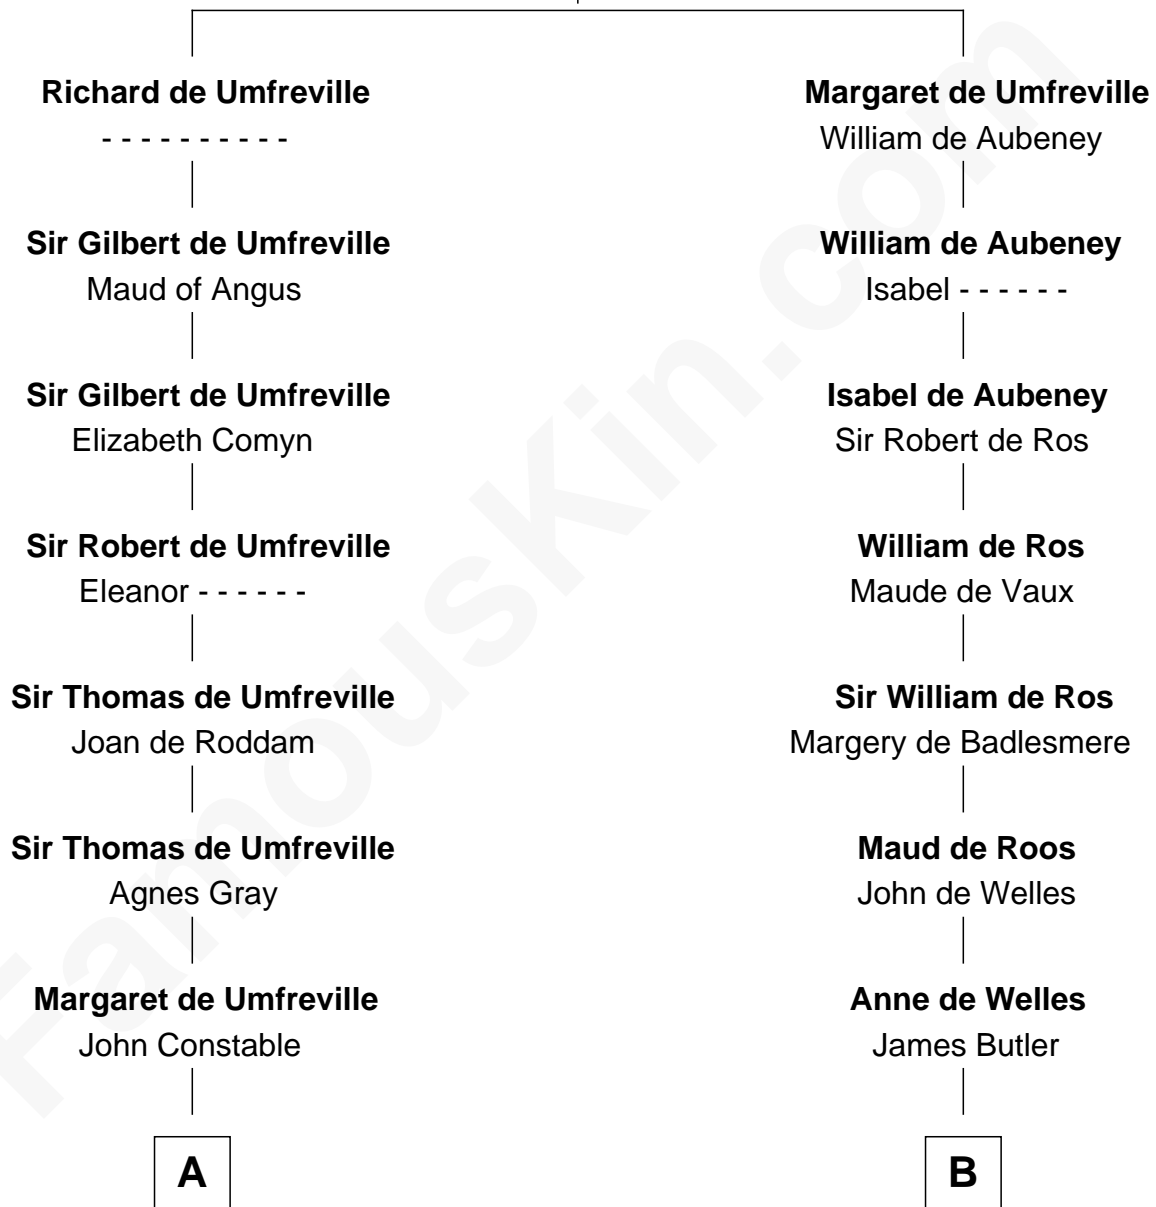 Richard de Umfreville
- - - - - - - - - -
Sir Gilbert de Umfreville
Maud of Angus
Sir Gilbert de Umfreville
Elizabeth Comyn
Sir Robert de Umfreville
Eleanor - - - - - -
Sir Thomas de Umfreville
Joan de Roddam
Sir Thomas de Umfreville
Agnes Gray
Margaret de Umfreville
John Constable
A
Margaret de Umfreville
William de Aubeney
William de Aubeney
Isabel - - - - - -
Isabel de Aubeney
Sir Robert de Ros
William de Ros
Maude de Vaux
Sir William de Ros
Margery de Badlesmere
Maud de Roos
John de Welles
Anne de Welles
James Butler
B
FamousKin.com